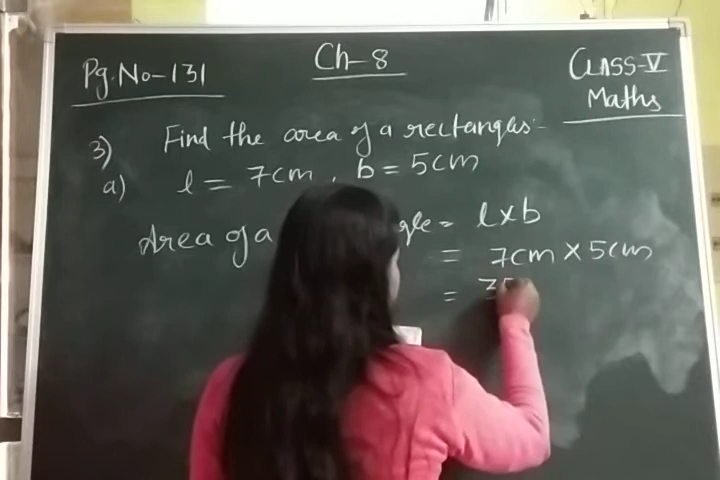 Pg.No-131 Ch-8 CLASS-V
Maths
3) Find the area of a rectangles:-
a) l = 7cm, b = 5cm
Area of a gle = l x b
= 7cm x 5cm
= 35